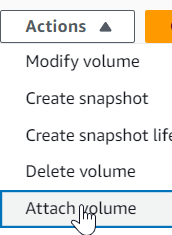 Actions ▲
Modify volume
Create snapshot
Create snapshot life
Delete volume
Attach volume